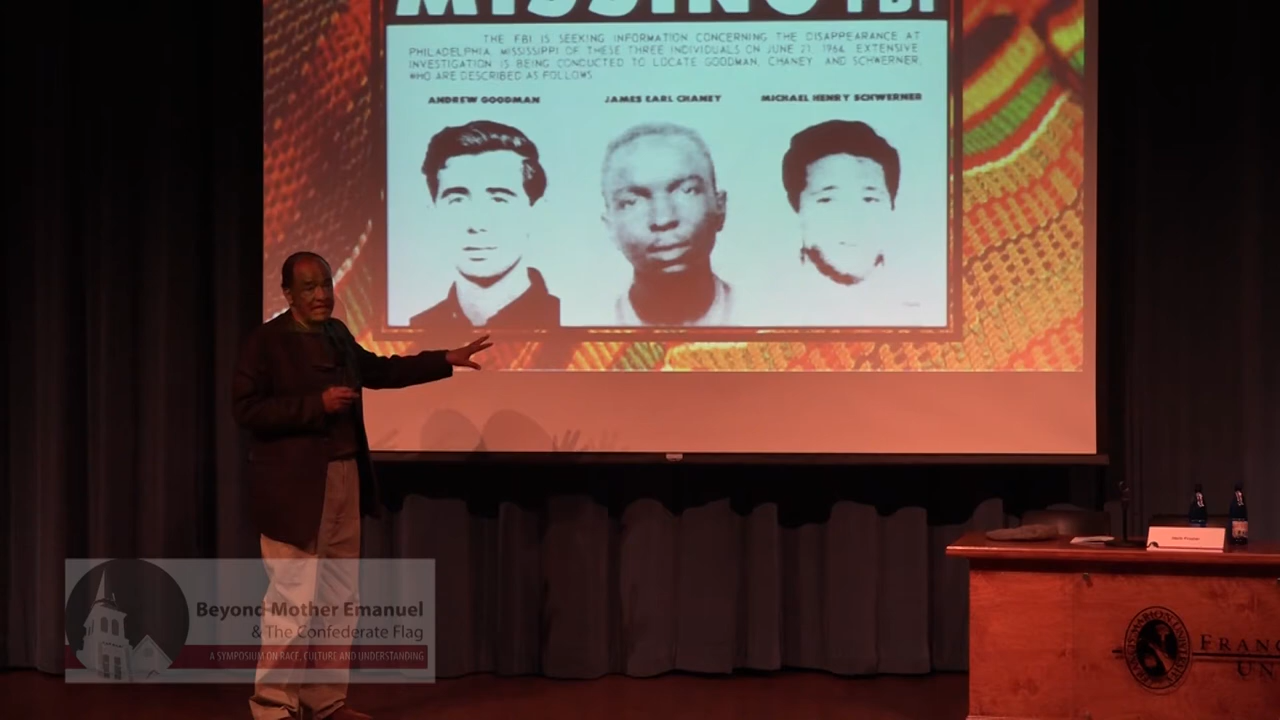 MISSING FBI
THE FBI IS SEEKING INFORMATION CONCERNING THE DISAPPEARANCE AT
PHILADELPHIA, MISSISSIPPI OF THESE THREE INDIVIDUALS ON JUNE 21, 1964. EXTENSIVE
INVESTIGATION IS BEING CONDUCTED TO LOCATE GOODMAN, CHANEY AND SCHWERNER,
WHO ARE DESCRIBED AS FOLLOWS
ANDREW GOODMAN JAMES EARL CHANEY MICHAEL HENRY SCHWERNER
Beyond Mother Emanuel
& The Confederate Flag
A SYMPOSIUM ON RACE, CULTURE AND UNDERSTANDING
FRANC
UN